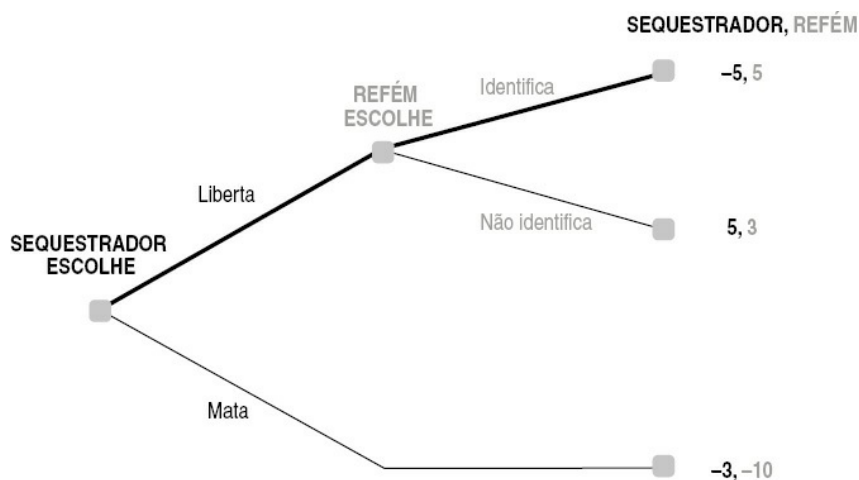 SEQUESTRADOR, REFÉM
–5, 5
Identifica
REFÉM
ESCOLHE
Liberta
Não identifica
5, 3
SEQUESTRADOR
ESCOLHE
Mata
–3, –10